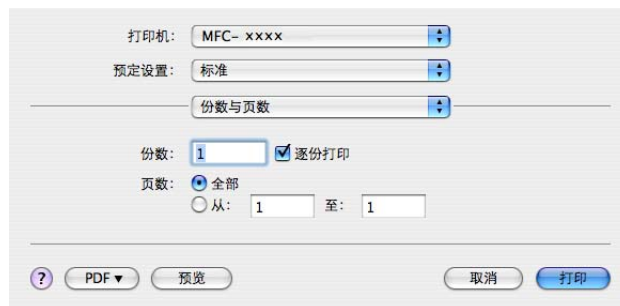 打印机: MFC- xxxx
预定设置: 标准
份数与页数
份数: 1 逐份打印
页数: 全部
从: 1 至: 1
? PDF▼ 预览 取消 打印